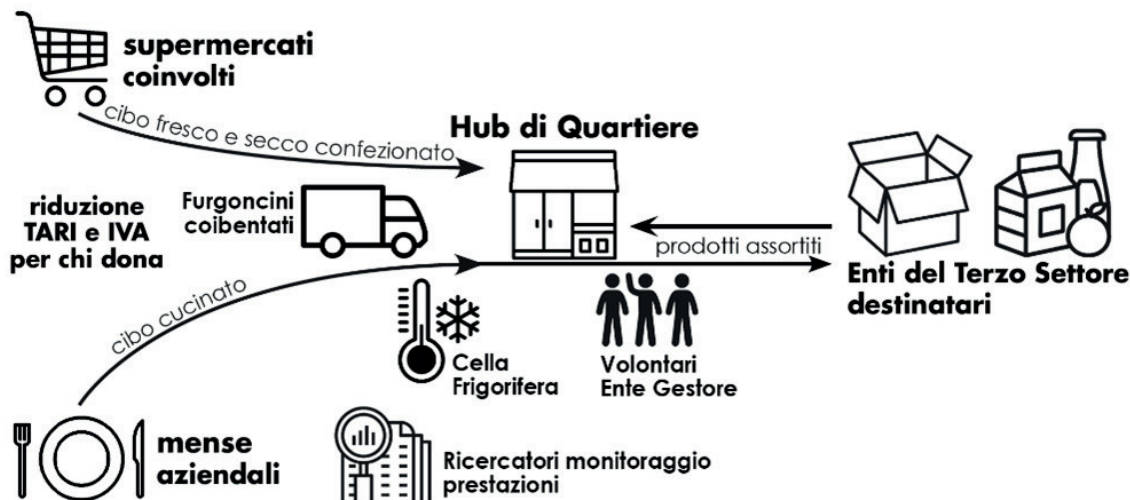 supermercati
coinvolti
cibo fresco e secco confezionato
Hub di Quartiere
riduzione
TARI e IVA
per chi dona
Furgoncini
coibentati
prodotti assortiti
Enti del Terzo Settore
destinatari
cibo cucinato
Cella
Frigorifera
Volontari
Ente Gestore
mense
aziendali
Ricercatori monitoraggio
prestazioni